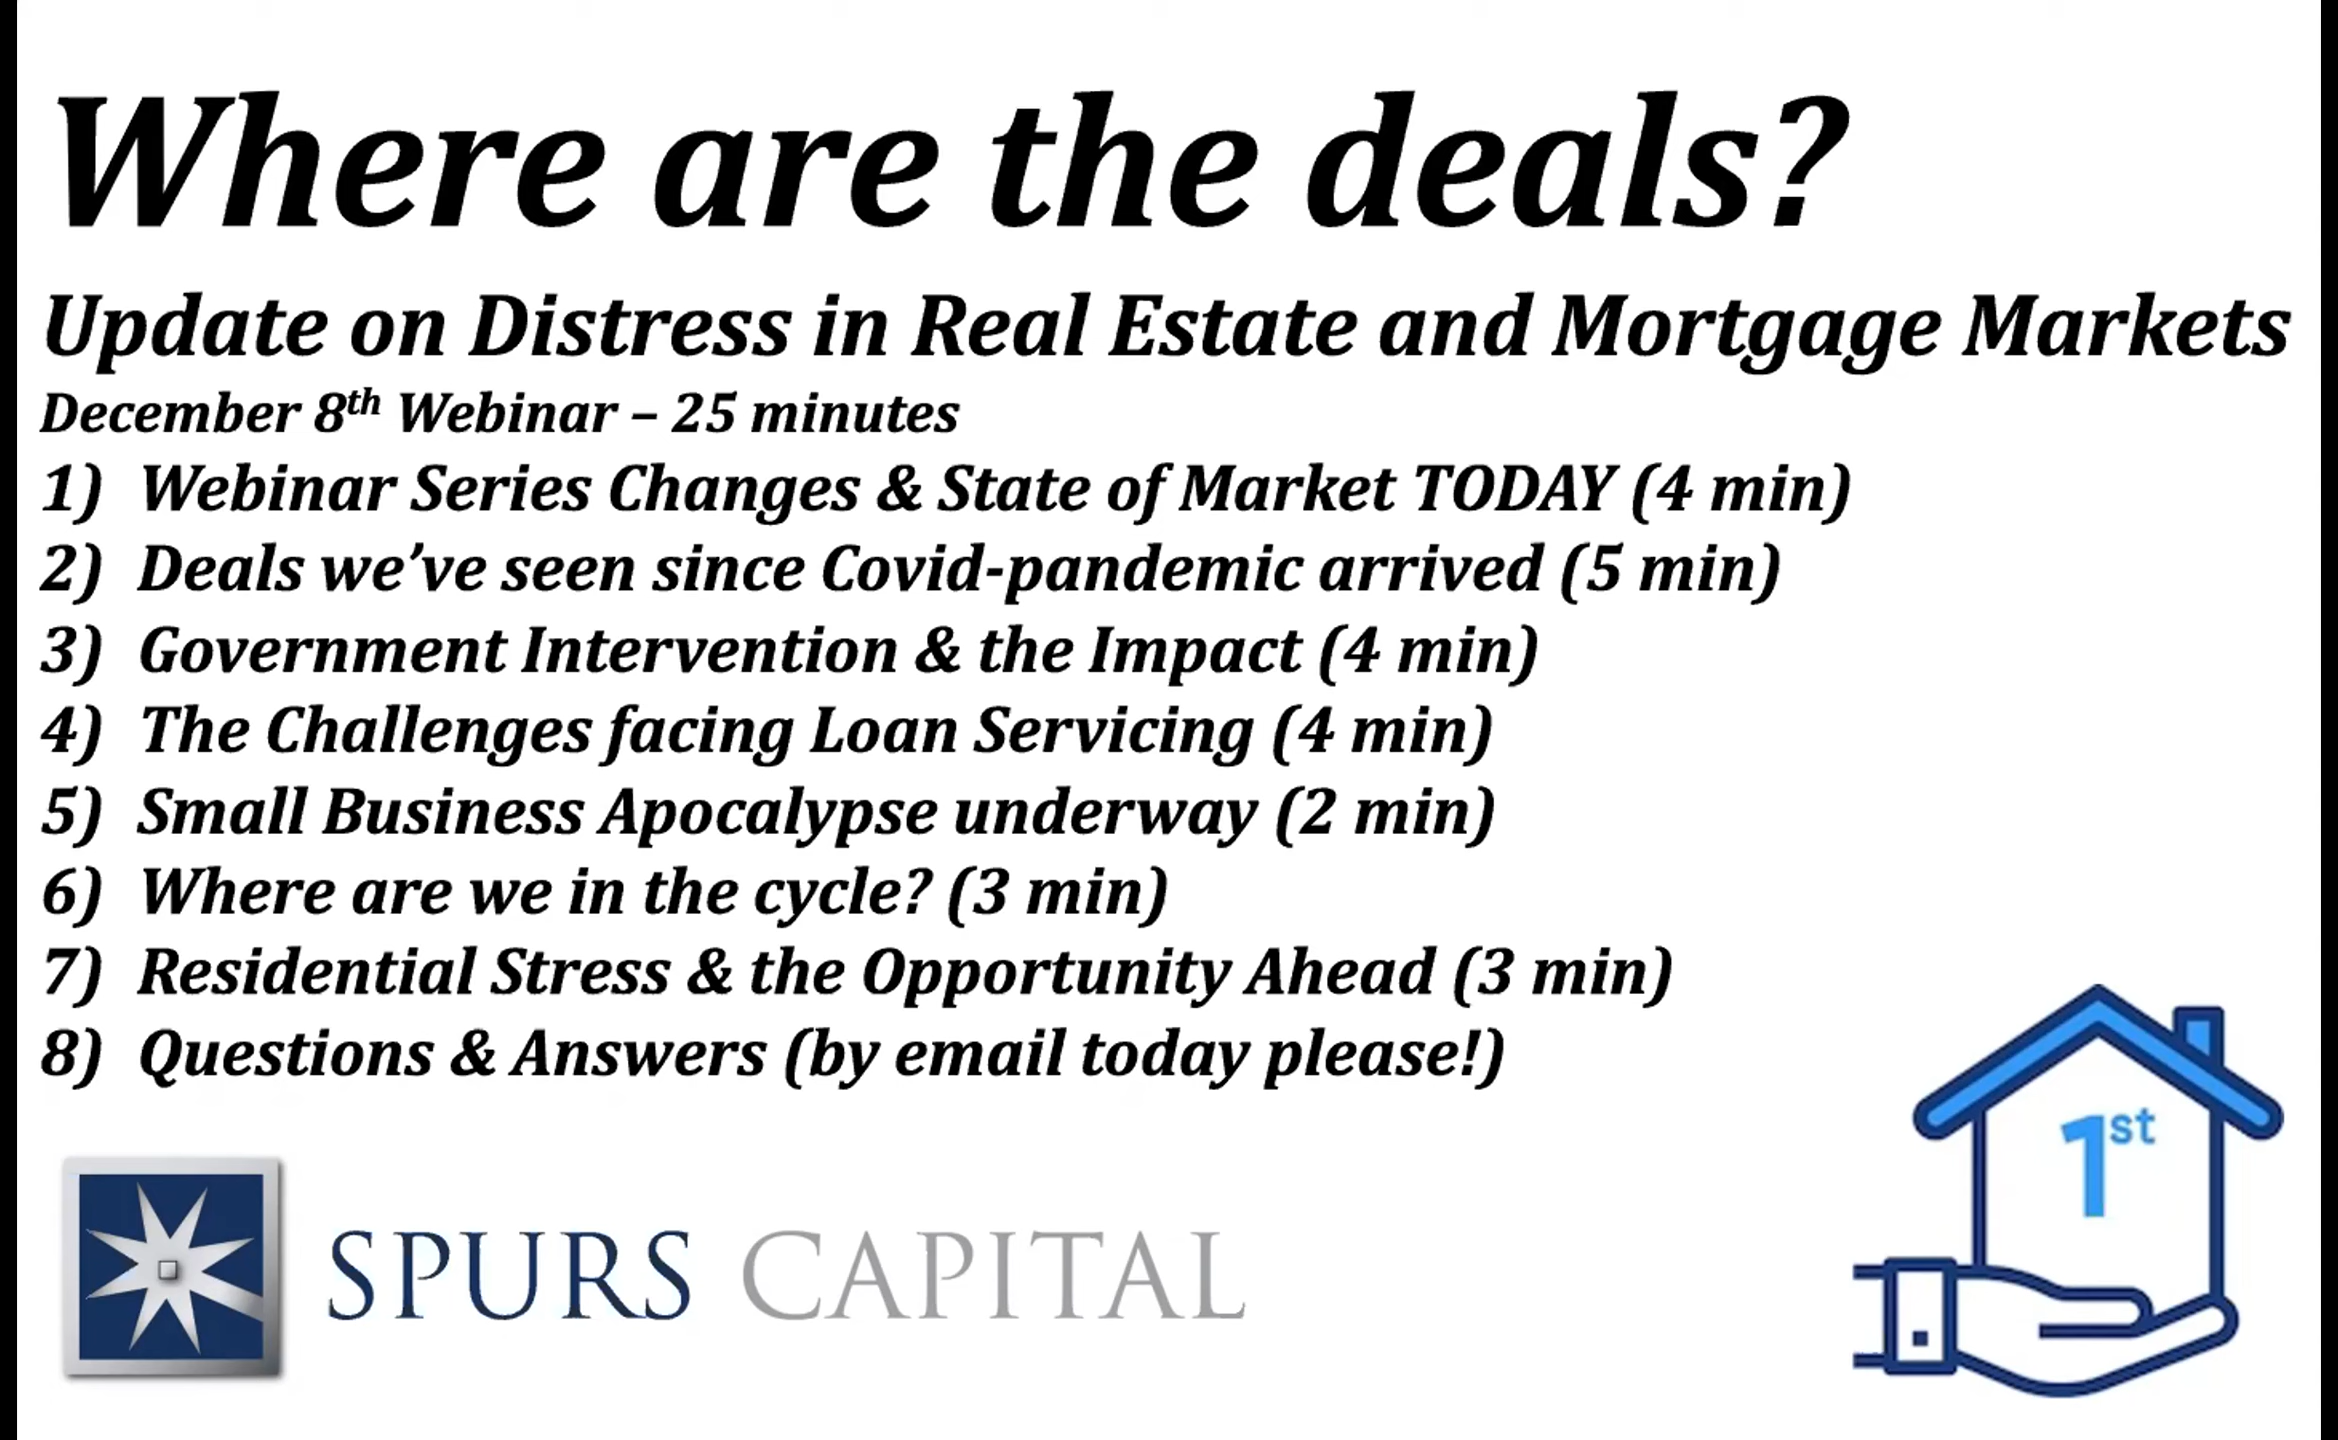 Where are the deals?
Update on Distress in Real Estate and Mortgage Markets
December 8th Webinar – 25 minutes
1) Webinar Series Changes & State of Market TODAY (4 min)
2) Deals we’ve seen since Covid-pandemic arrived (5 min)
3) Government Intervention & the Impact (4 min)
4) The Challenges facing Loan Servicing (4 min)
5) Small Business Apocalypse underway (2 min)
6) Where are we in the cycle? (3 min)
7) Residential Stress & the Opportunity Ahead (3 min)
8) Questions & Answers (by email today please!)
1st
SPURS CAPITAL